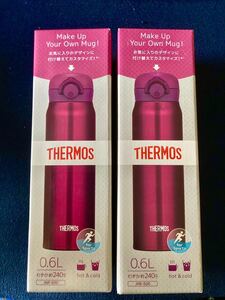 Make Up
Your Own Mug!
お気に入りのデザインに
付け替えてカスタマイズ!
THERMOS
THERMOS
0.6L
hot & cold
Make Up
Your Own Mug!
お気に入りのデザインに
付け替えてカスタマイズ!
THERMOS
THERMOS
0.6L
hot & cold